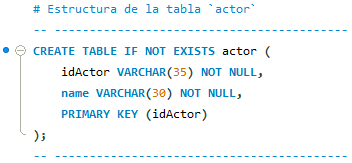 # Estructura de la tabla `actor`
-- ------------------------------------------
CREATE TABLE IF NOT EXISTS actor (
idActor VARCHAR(35) NOT NULL,
name VARCHAR(30) NOT NULL,
PRIMARY KEY (idActor)
);
-- ------------------------------------------